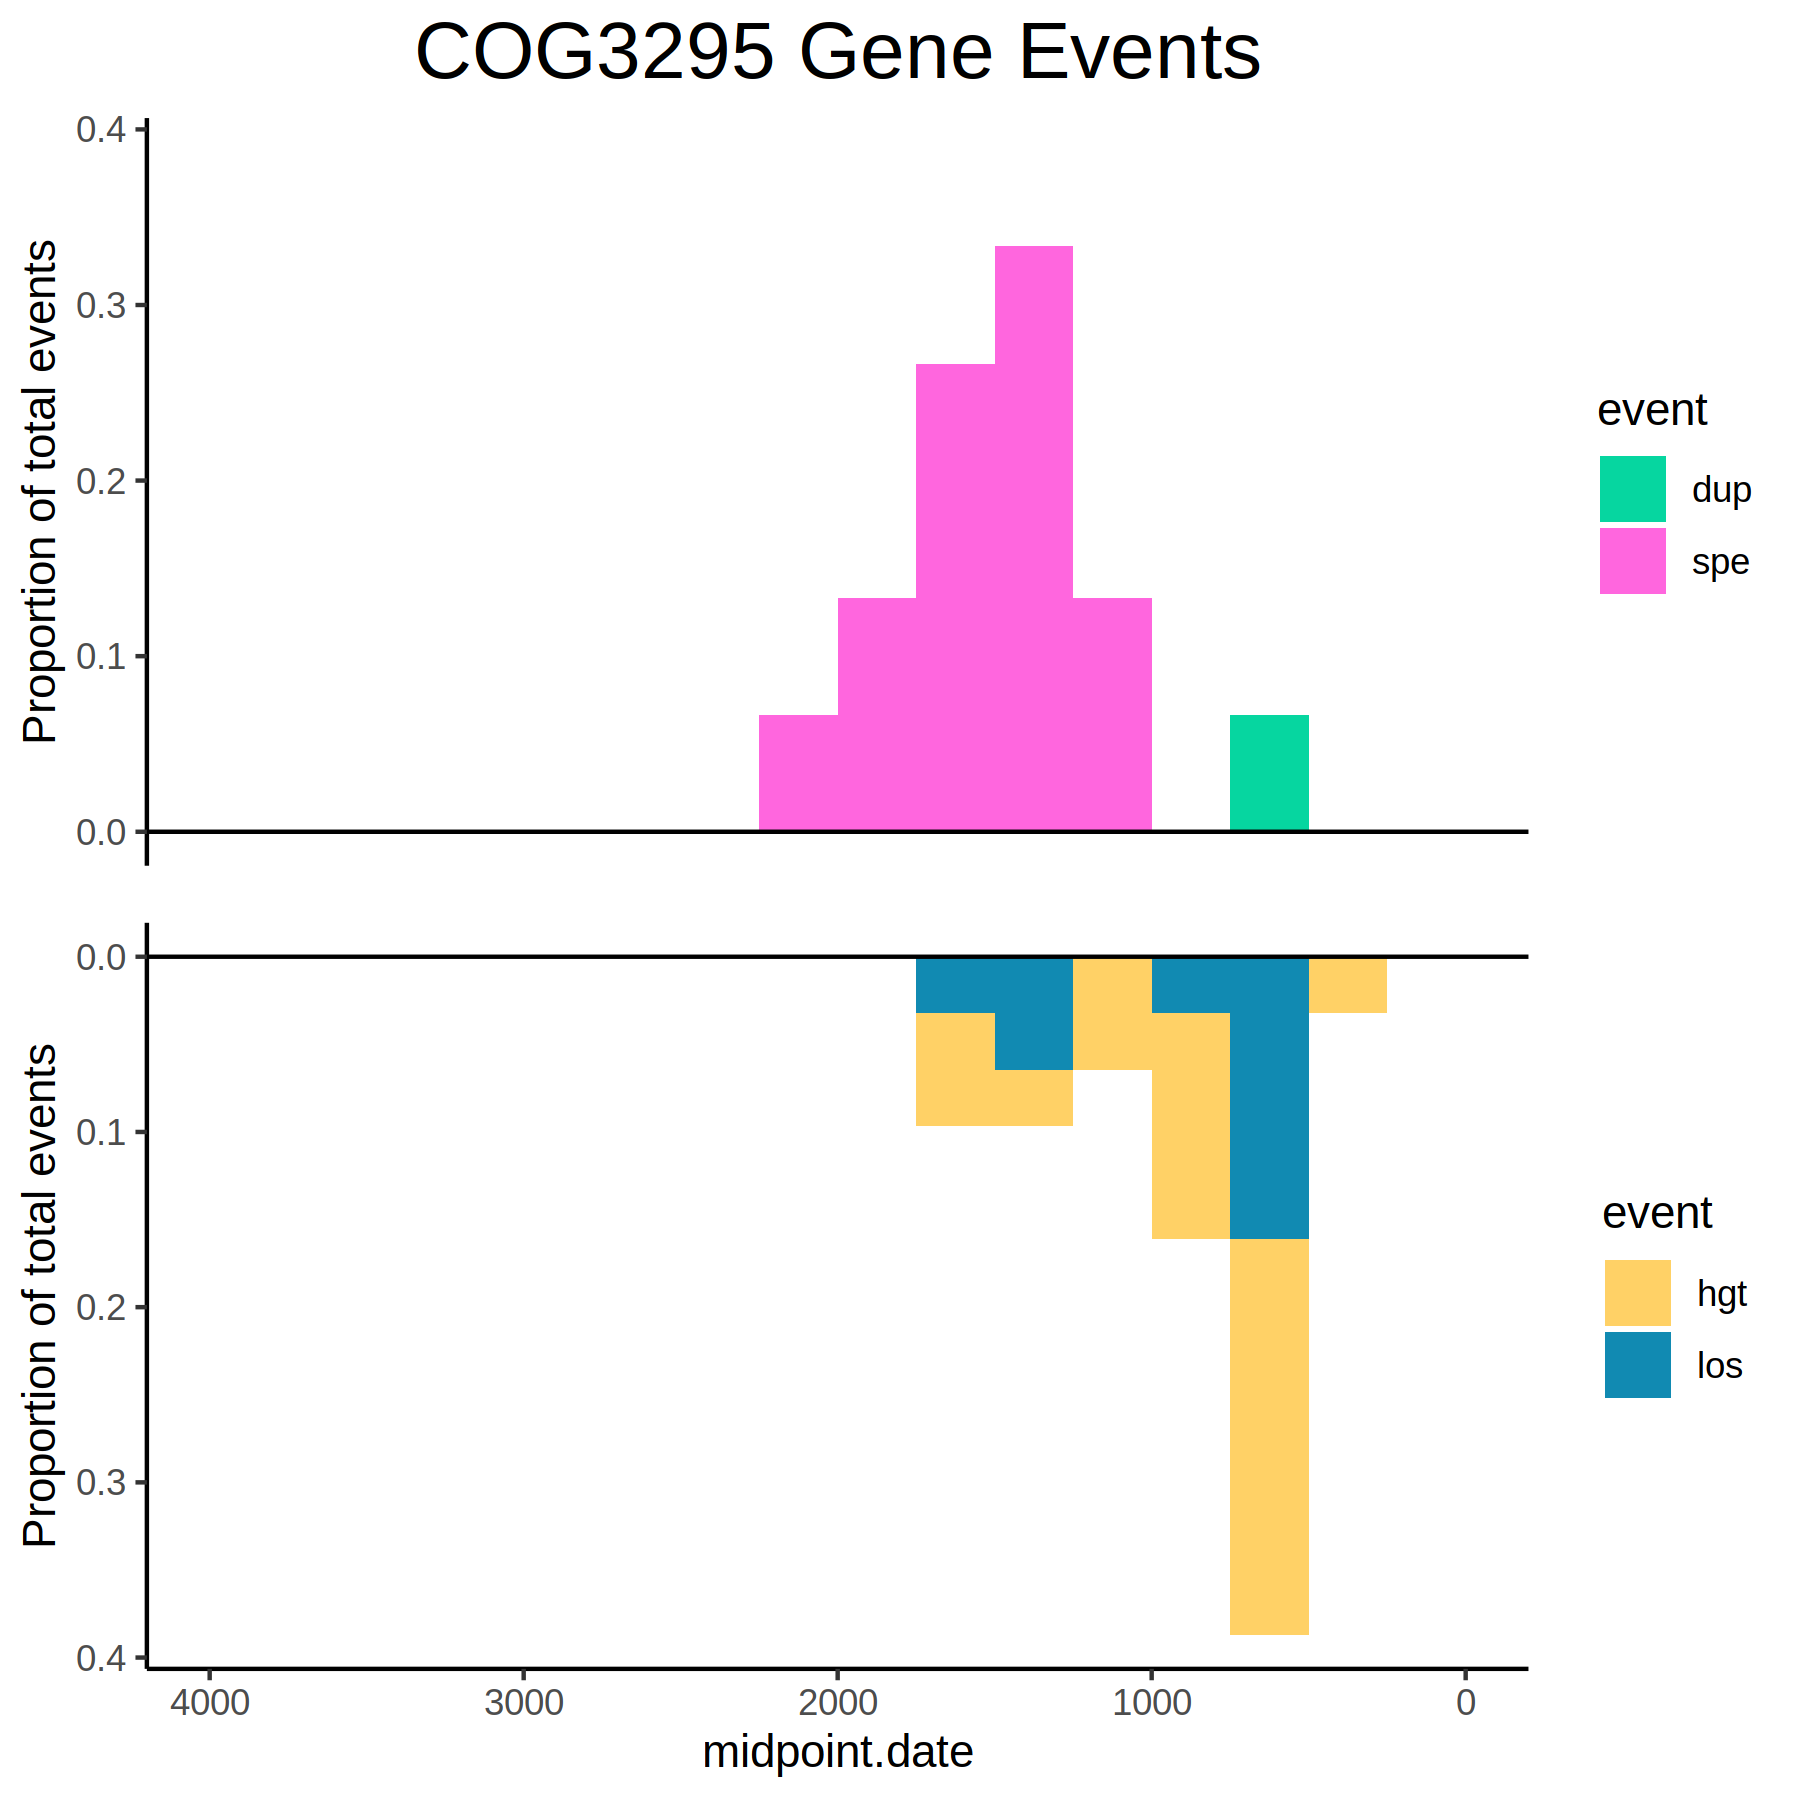 COG3295 Gene Events
Proportion of total events
0.4
0.3
0.2
0.1
0.0
event
dup
spe
Proportion of total events
0.0
0.1
0.2
0.3
0.4
event
hgt
los
4000 3000 2000 1000 0
midpoint.date